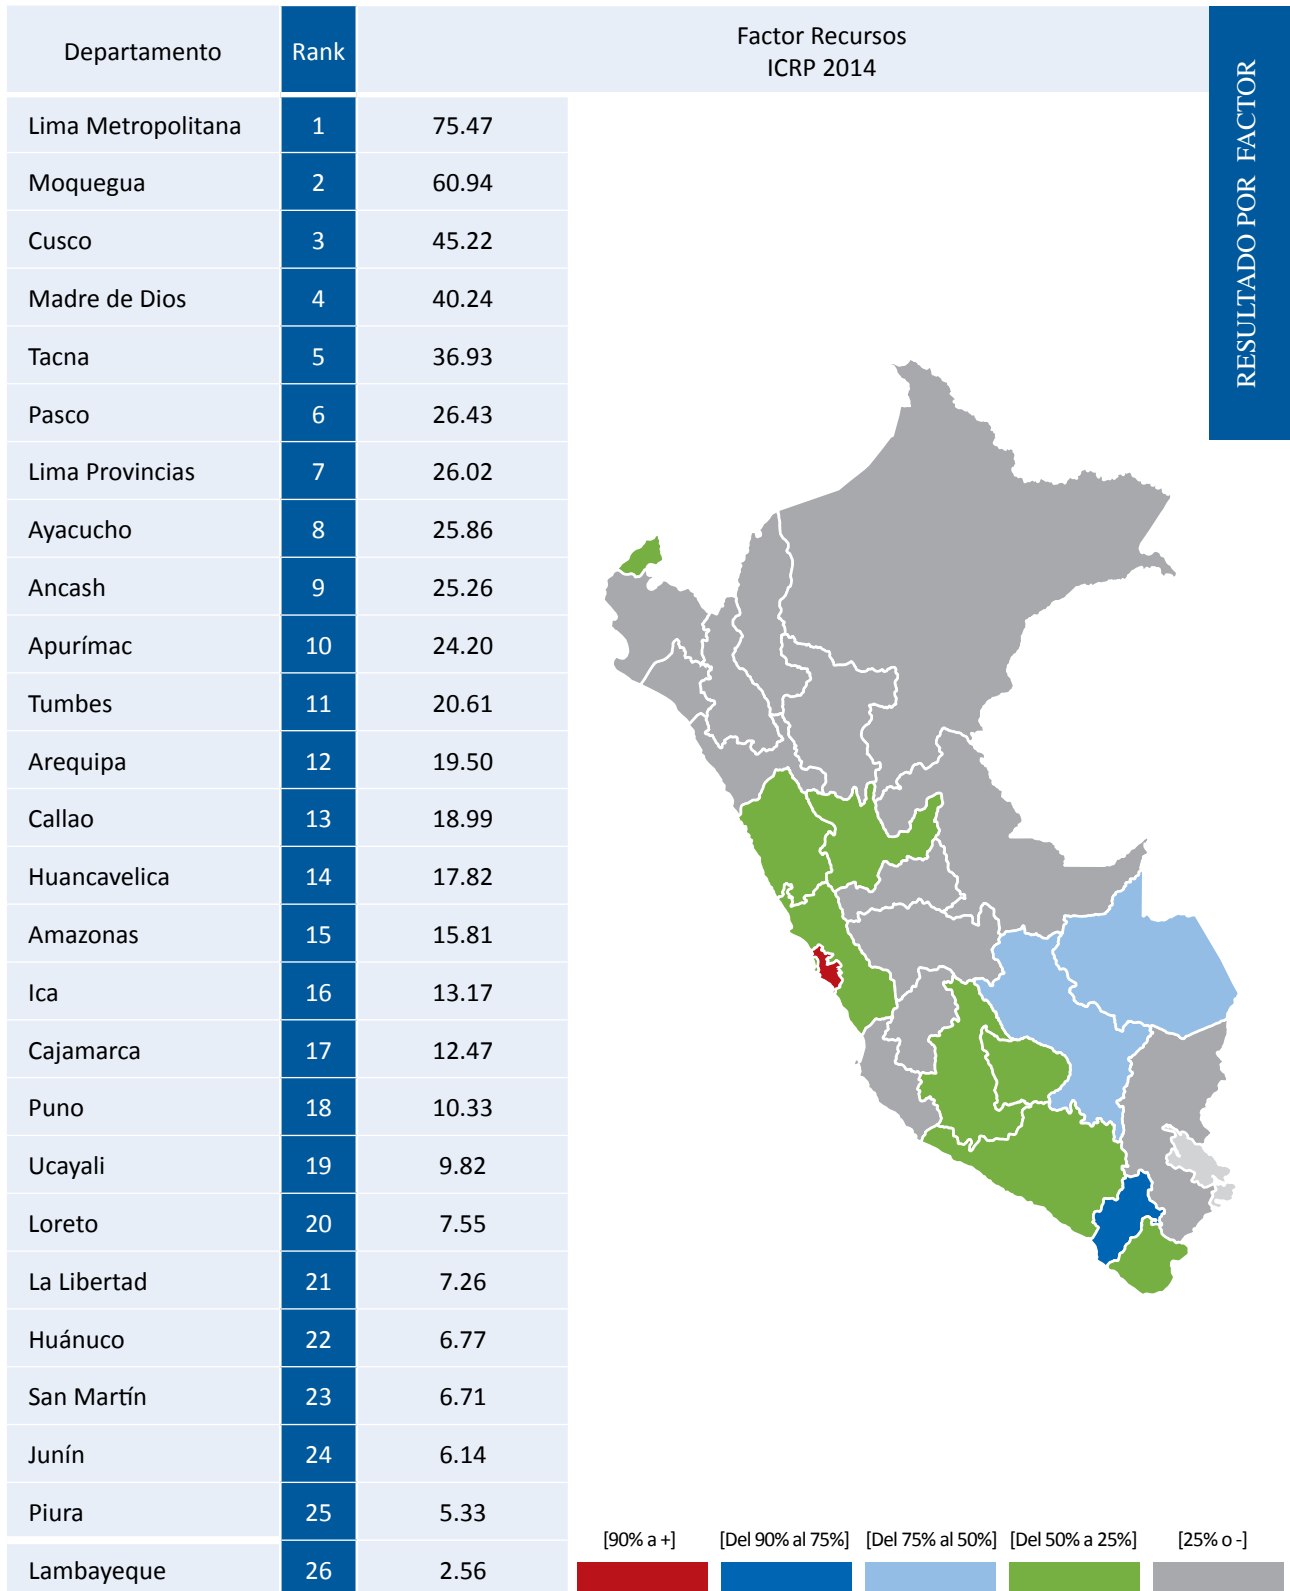 Departamento Rank Factor Recursos
ICRP 2014
RESULTADO POR FACTOR
Lima Metropolitana 1 75.47
Moquegua 2 60.94
Cusco 3 45.22
Madre de Dios 4 40.24
Tacna 5 36.93
Pasco 6 26.43
Lima Provincias 7 26.02
Ayacucho 8 25.86
Ancash 9 25.26
Apurímac 10 24.20
Tumbes 11 20.61
Arequipa 12 19.50
Callao 13 18.99
Huancavelica 14 17.82
Amazonas 15 15.81
Ica 16 13.17
Cajamarca 17 12.47
Puno 18 10.33
Ucayali 19 9.82
Loreto 20 7.55
La Libertad 21 7.26
Huánuco 22 6.77
San Martín 23 6.71
Junín 24 6.14
Piura 25 5.33
Lambayeque 26 2.56
[90% a +] [Del 90% al 75%] [Del 75% al 50%] [Del 50% a 25%] [25% o -]